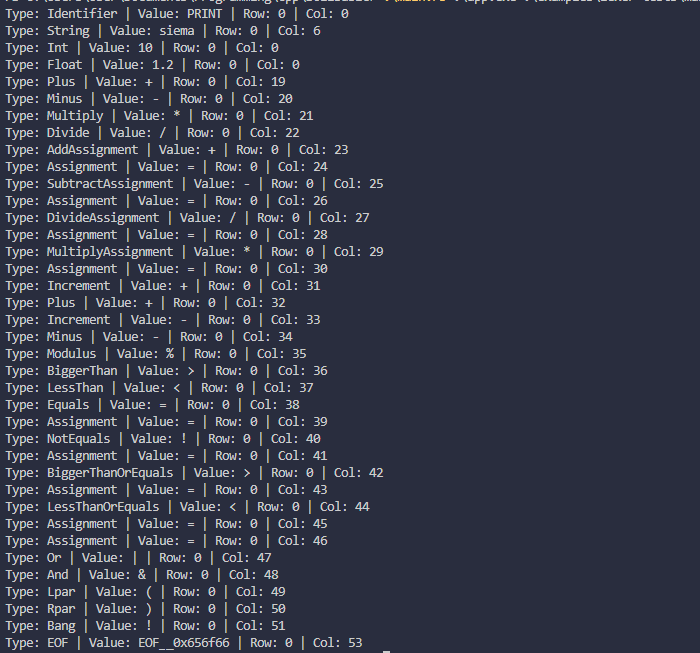 Type: Identifier | Value: PRINT | Row: 0 | Col: 0
Type: String | Value: siema | Row: 0 | Col: 6
Type: Int | Value: 10 | Row: 0 | Col: 0
Type: Float | Value: 1.2 | Row: 0 | Col: 0
Type: Plus | Value: + | Row: 0 | Col: 19
Type: Minus | Value: - | Row: 0 | Col: 20
Type: Multiply | Value: * | Row: 0 | Col: 21
Type: Divide | Value: / | Row: 0 | Col: 22
Type: AddAssignment | Value: + | Row: 0 | Col: 23
Type: Assignment | Value: = | Row: 0 | Col: 24
Type: SubtractAssignment | Value: - | Row: 0 | Col: 25
Type: Assignment | Value: = | Row: 0 | Col: 26
Type: DivideAssignment | Value: / | Row: 0 | Col: 27
Type: Assignment | Value: = | Row: 0 | Col: 28
Type: MultiplyAssignment | Value: * | Row: 0 | Col: 29
Type: Assignment | Value: = | Row: 0 | Col: 30
Type: Increment | Value: + | Row: 0 | Col: 31
Type: Plus | Value: + | Row: 0 | Col: 32
Type: Increment | Value: - | Row: 0 | Col: 33
Type: Minus | Value: - | Row: 0 | Col: 34
Type: Modulus | Value: % | Row: 0 | Col: 35
Type: BiggerThan | Value: > | Row: 0 | Col: 36
Type: LessThan | Value: < | Row: 0 | Col: 37
Type: Equals | Value: = | Row: 0 | Col: 38
Type: Assignment | Value: = | Row: 0 | Col: 39
Type: NotEquals | Value: ! | Row: 0 | Col: 40
Type: Assignment | Value: = | Row: 0 | Col: 41
Type: BiggerThanOrEquals | Value: > | Row: 0 | Col: 42
Type: Assignment | Value: = | Row: 0 | Col: 43
Type: LessThanOrEquals | Value: < | Row: 0 | Col: 44
Type: Assignment | Value: = | Row: 0 | Col: 45
Type: Assignment | Value: = | Row: 0 | Col: 46
Type: Or | Value: | | Row: 0 | Col: 47
Type: And | Value: & | Row: 0 | Col: 48
Type: Lpar | Value: ( | Row: 0 | Col: 49
Type: Rpar | Value: ) | Row: 0 | Col: 50
Type: Bang | Value: ! | Row: 0 | Col: 51
Type: EOF | Value: EOF__0x656f66 | Row: 0 | Col: 53